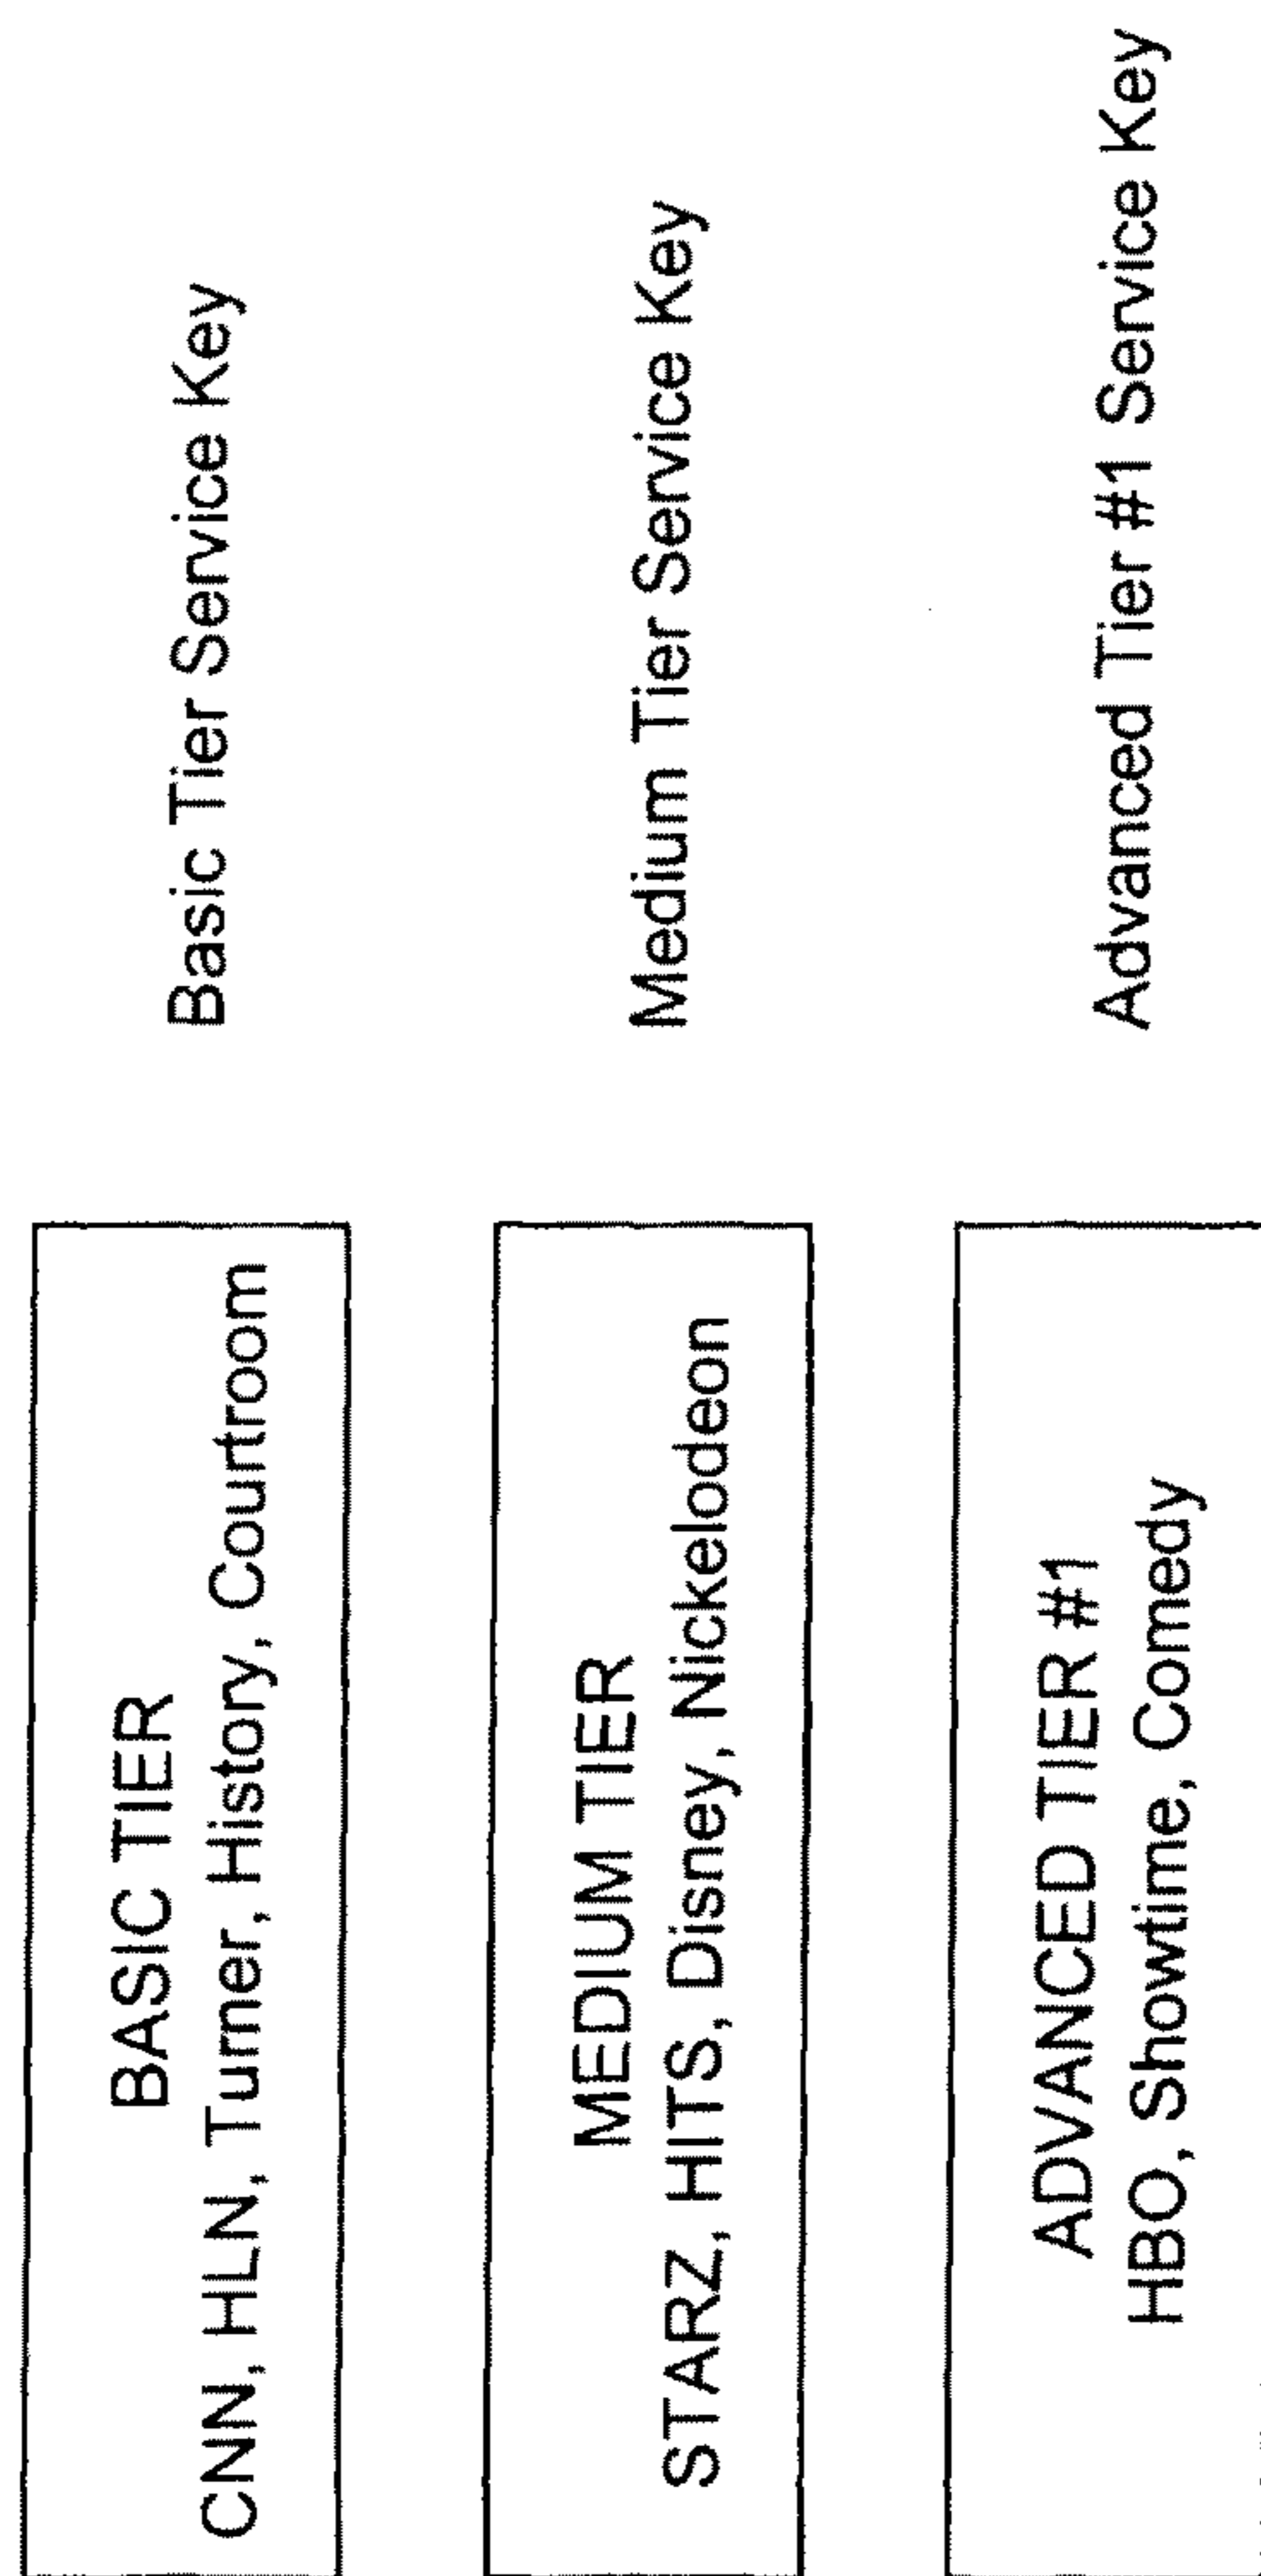 BASIC TIER
CNN, HLN, Turner, History, Courtroom
Basic Tier Service Key
MEDIUM TIER
STARZ, HITS, Disney, Nickelodeon
Medium Tier Service Key
ADVANCED TIER #1
HBO, Showtime, Comedy
Advanced Tier #1 Service Key